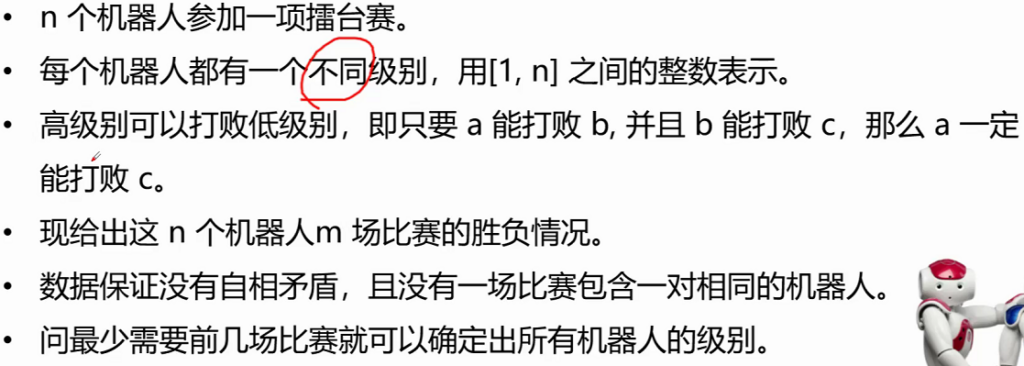 • n 个机器人参加一项擂台赛。
• 每个机器人都有一个不同级别，用[1, n] 之间的整数表示。
• 高级别可以打败低级别，即只要 a 能打败 b, 并且 b 能打败 c，那么 a 一定
能打败 c。
• 现给出这 n 个机器人m 场比赛的胜负情况。
• 数据保证没有自相矛盾，且没有一场比赛包含一对相同的机器人。
• 问最少需要前几场比赛就可以确定出所有机器人的级别。